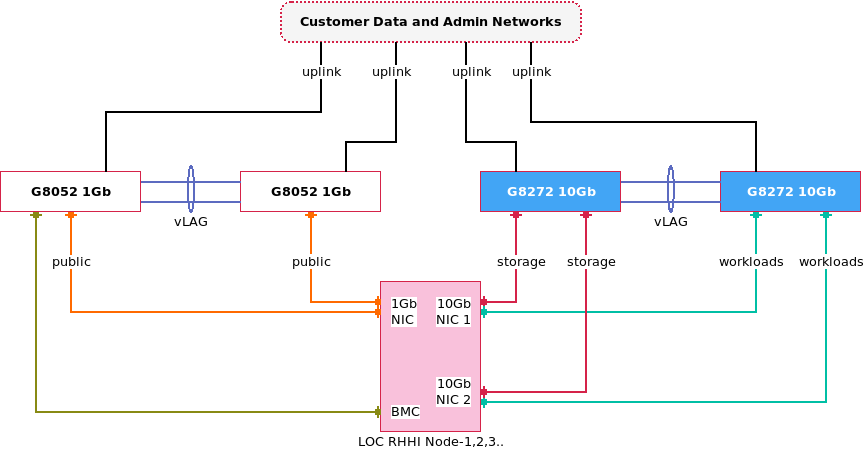 Customer Data and Admin Networks
uplink
uplink
uplink
uplink
G8052 1Gb
G8052 1Gb
G8272 10Gb
G8272 10Gb
vLAG
vLAG
public
public
storage
storage
workloads
workloads
1Gb
NIC
10Gb
NIC 1
10Gb
NIC 2
BMC
LOC RHHI Node-1,2,3..